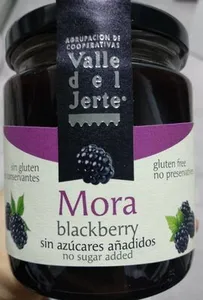 AGRUPACIÓN DE
COOPERATIVAS
Valle
del
Jerte®
sin gluten
conservantes
gluten free
no preservatives
Mora
blackberry
sin azúcares añadidos
no sugar added